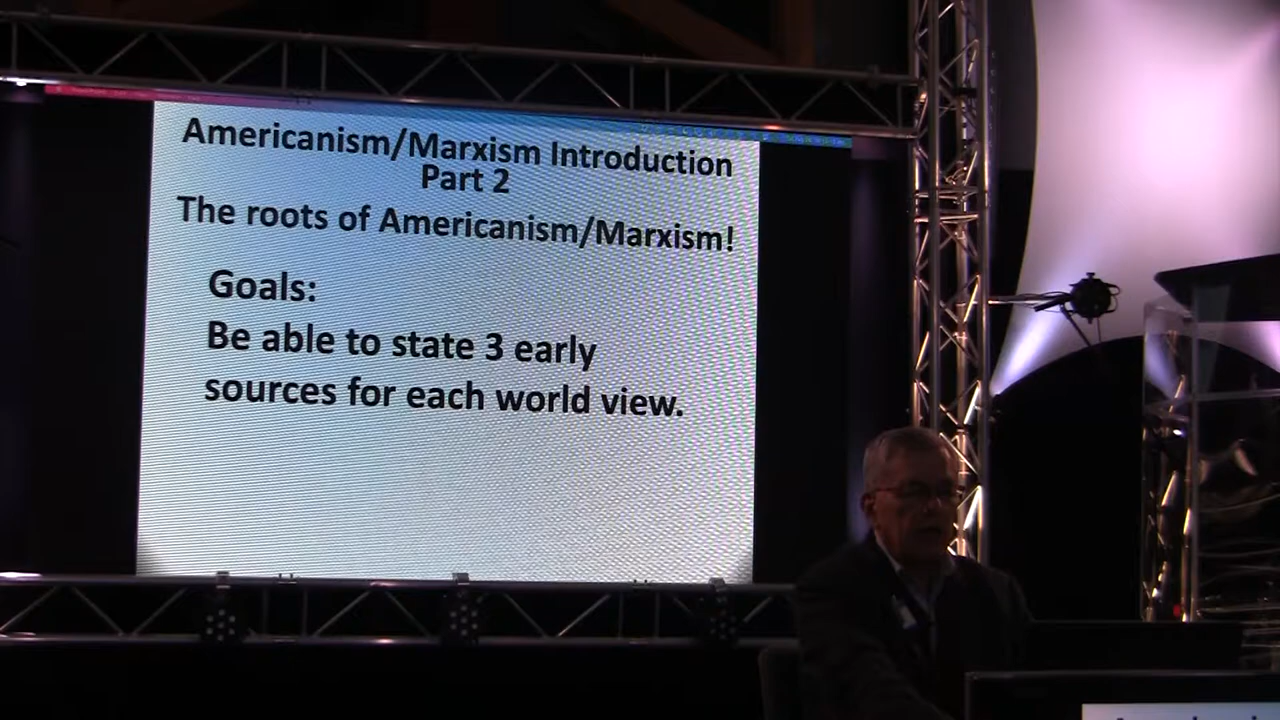 Americanism/Marxism Introduction
Part 2
The roots of Americanism/Marxism!
Goals:
Be able to state 3 early
sources for each world view.